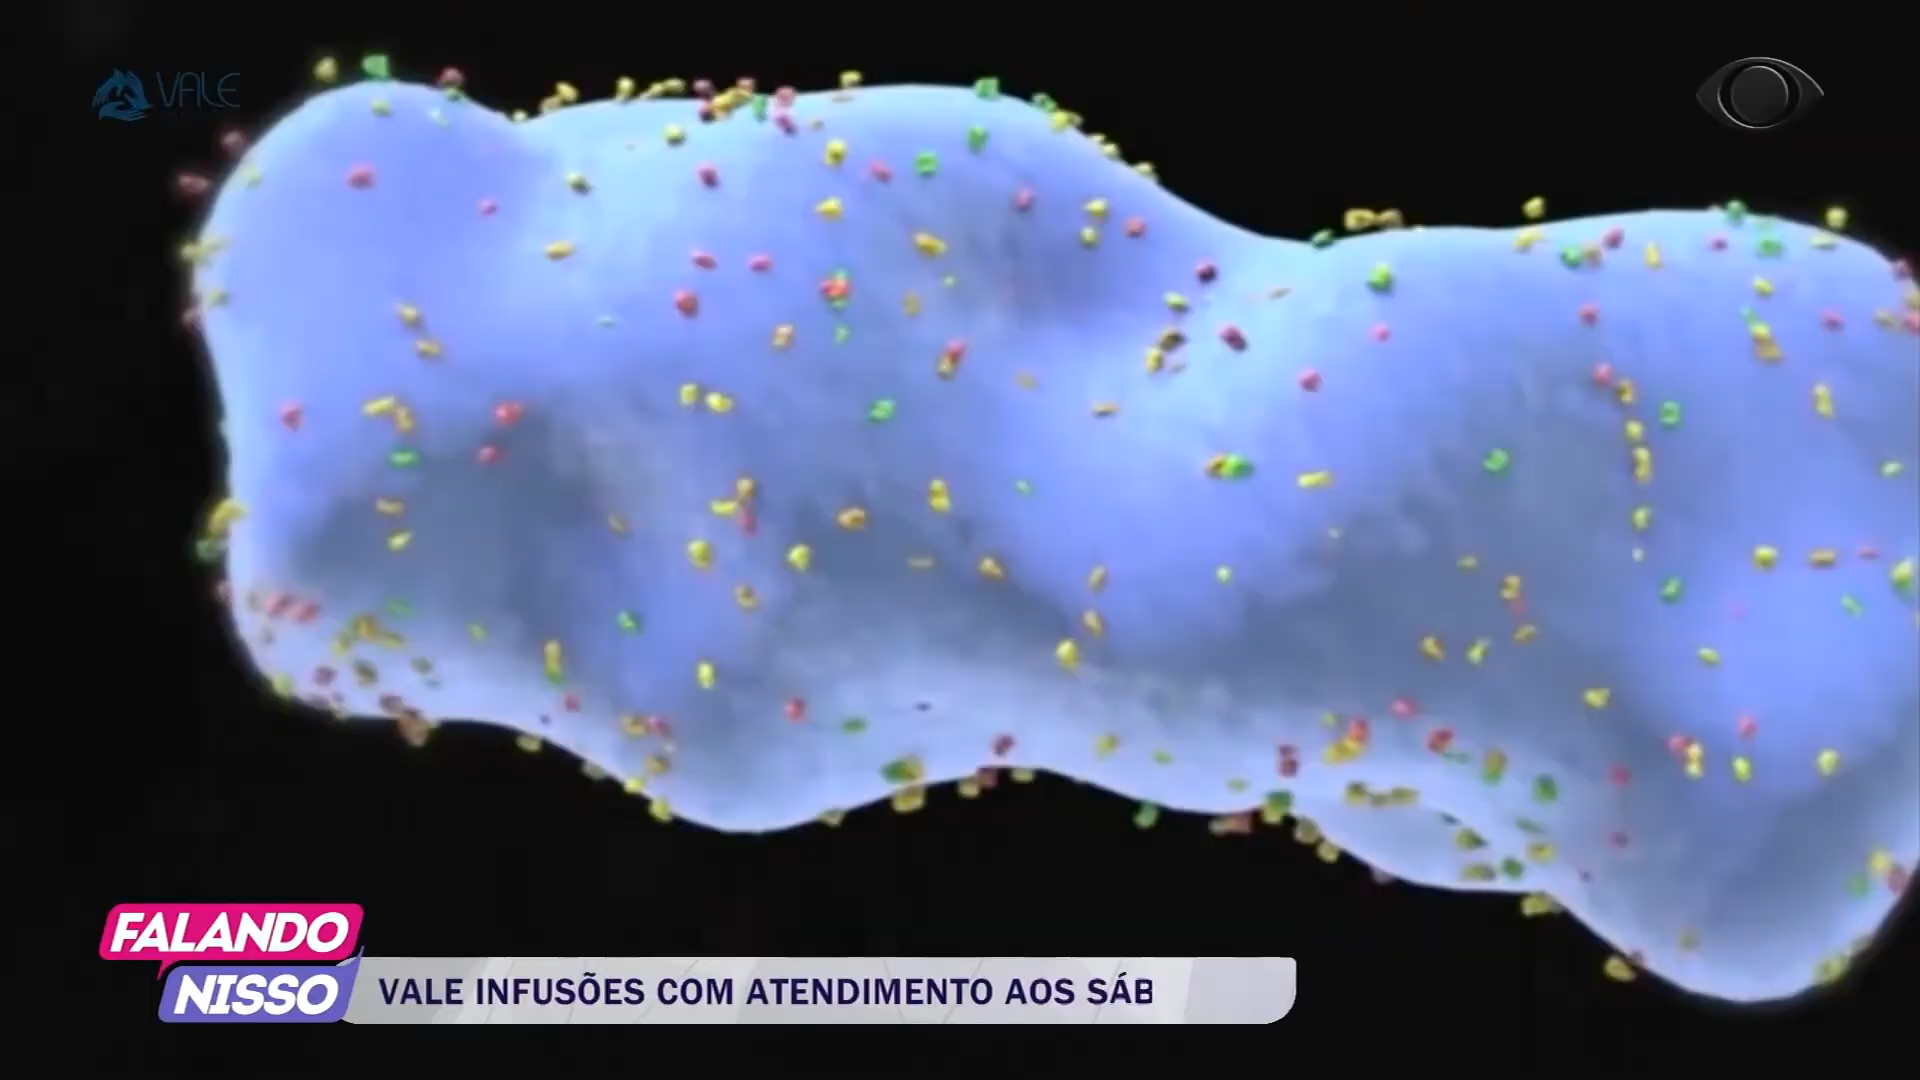 VALE
FALANDO
NISSO
VALE INFUSÕES COM ATENDIMENTO AOS SÁB